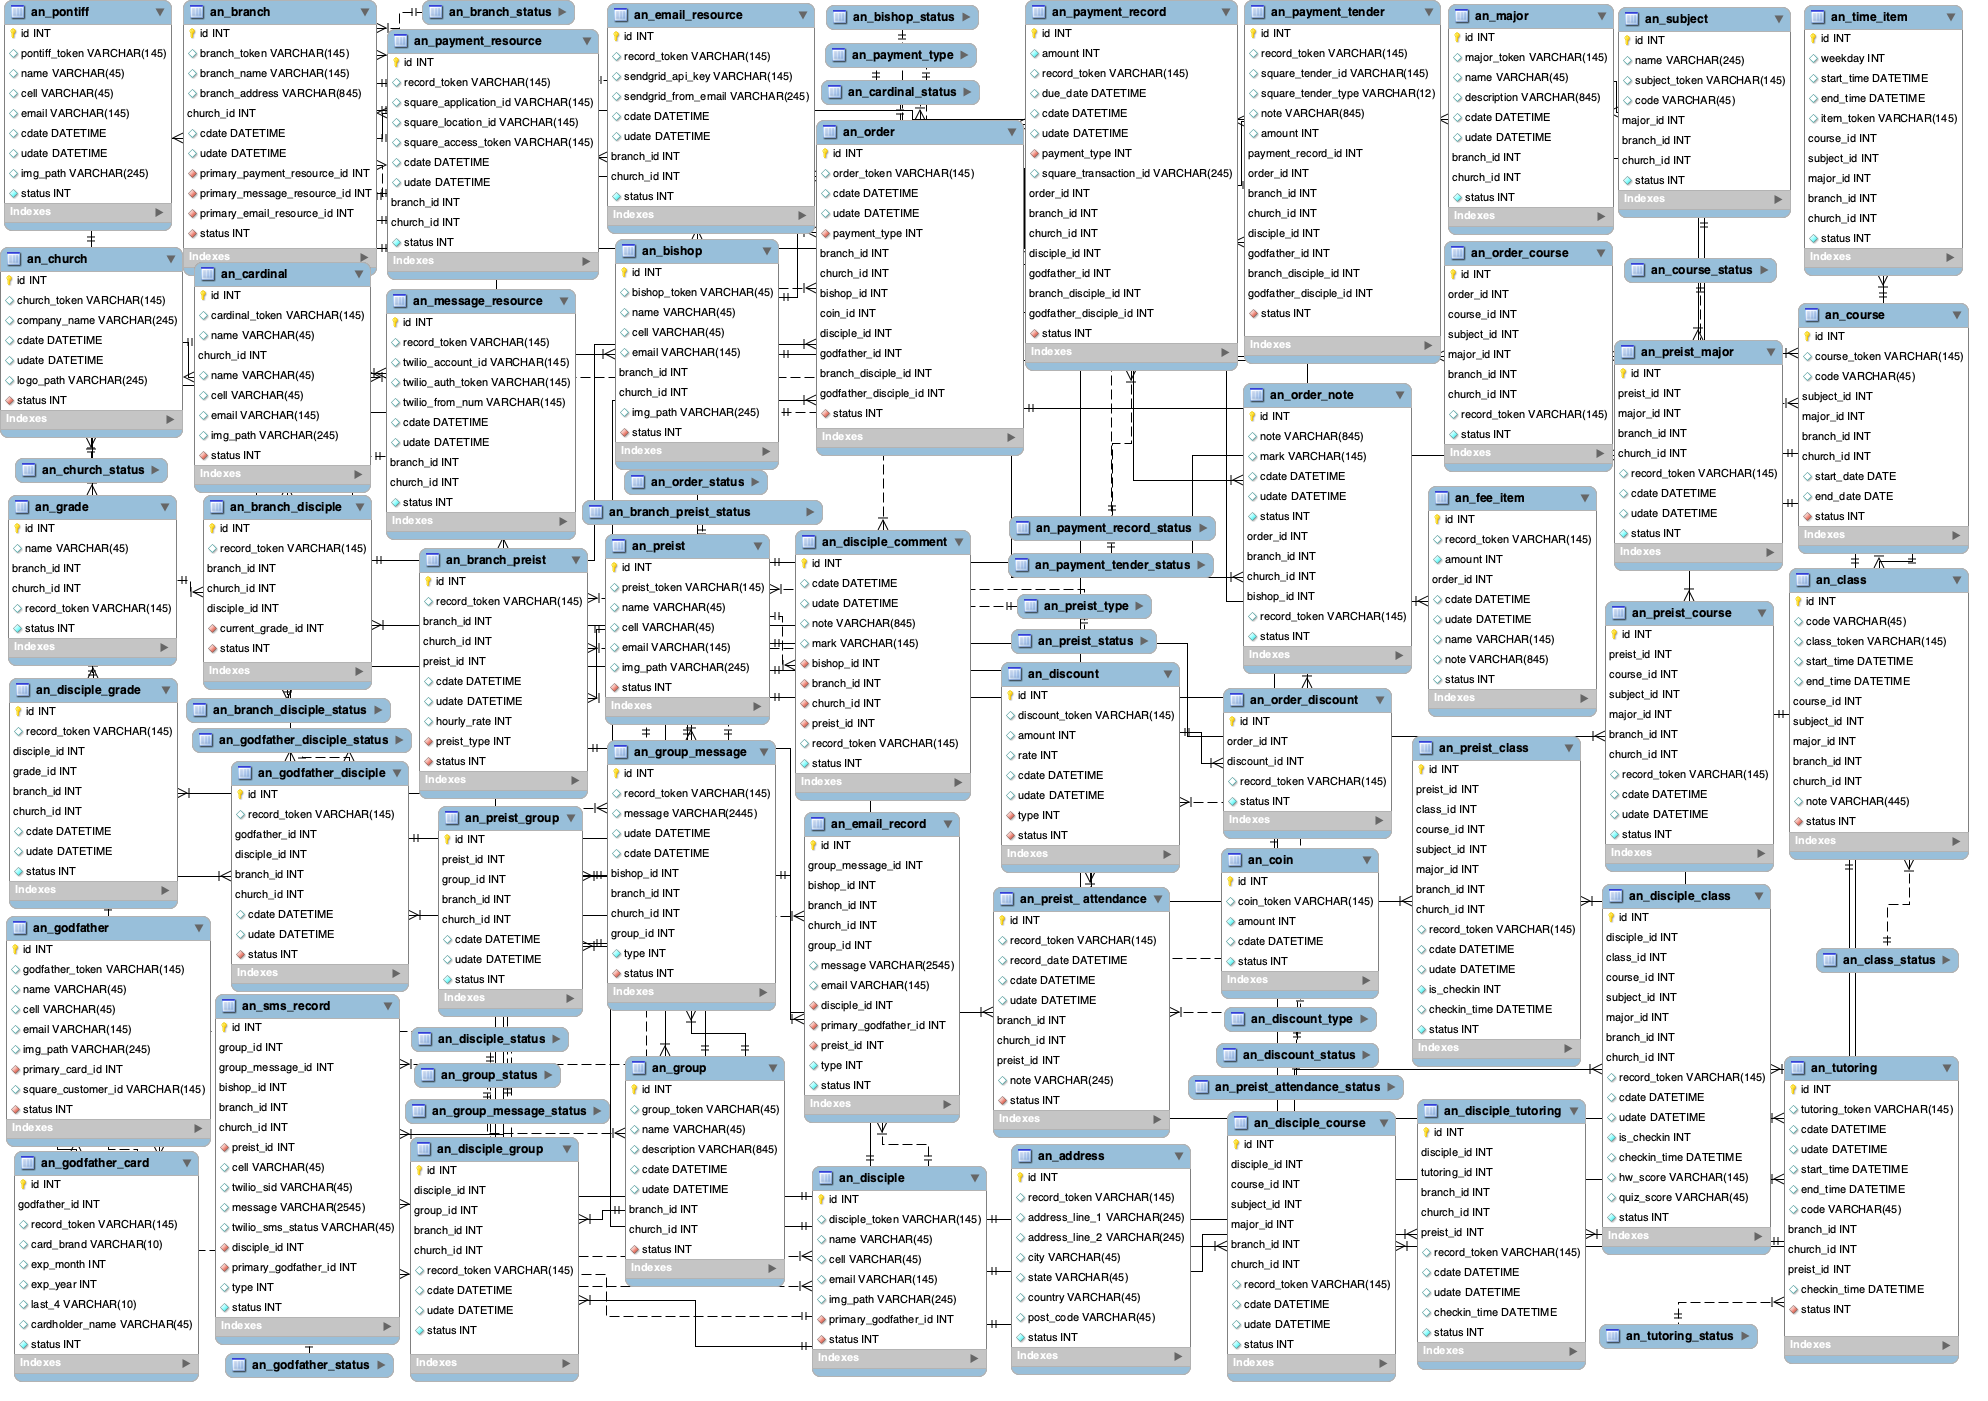 an_pontiff
id INT
pontiff_token VARCHAR(145)
name VARCHAR(45)
cell VARCHAR(45)
email VARCHAR(145)
cdate DATETIME
udate DATETIME
img_path VARCHAR(245)
status INT
Indexes
an_branch
id INT
branch_token VARCHAR(145)
branch_name VARCHAR(145)
branch_address VARCHAR(845)
church_id INT
cdate DATETIME
udate DATETIME
primary_payment_resource_id INT
primary_message_resource_id INT
primary_email_resource_id INT
status INT
Indexes
an_branch_status
an_payment_resource
id INT
record_token VARCHAR(145)
square_application_id VARCHAR(145)
square_location_id VARCHAR(145)
square_access_token VARCHAR(145)
cdate DATETIME
udate DATETIME
branch_id INT
church_id INT
status INT
Indexes
an_email_resource
id INT
record_token VARCHAR(145)
sendgrid_api_key VARCHAR(145)
sendgrid_from_email VARCHAR(245)
cdate DATETIME
udate DATETIME
branch_id INT
church_id INT
status INT
Indexes
an_bishop_status
an_payment_type
an_cardinal_status
an_order
id INT
order_token VARCHAR(145)
cdate DATETIME
udate DATETIME
payment_type INT
branch_id INT
church_id INT
bishop_id INT
coin_id INT
disciple_id INT
godfather_id INT
branch_disciple_id INT
godfather_disciple_id INT
status INT
Indexes
an_payment_record
id INT
amount INT
record_token VARCHAR(145)
due_date DATETIME
cdate DATETIME
udate DATETIME
payment_type INT
square_transaction_id VARCHAR(245)
order_id INT
branch_id INT
church_id INT
disciple_id INT
godfather_id INT
branch_disciple_id INT
godfather_disciple_id INT
status INT
Indexes
an_payment_tender
id INT
record_token VARCHAR(145)
square_tender_id VARCHAR(145)
square_tender_type VARCHAR(12)
note VARCHAR(845)
amount INT
payment_record_id INT
order_id INT
branch_id INT
church_id INT
disciple_id INT
godfather_id INT
branch_disciple_id INT
godfather_disciple_id INT
status INT
Indexes
an_major
id INT
major_token VARCHAR(145)
name VARCHAR(45)
description VARCHAR(845)
cdate DATETIME
udate DATETIME
branch_id INT
church_id INT
status INT
Indexes
an_subject
id INT
name VARCHAR(245)
subject_token VARCHAR(145)
code VARCHAR(45)
major_id INT
branch_id INT
church_id INT
status INT
Indexes
an_time_item
id INT
weekday INT
start_time DATETIME
end_time DATETIME
item_token VARCHAR(145)
course_id INT
subject_id INT
major_id INT
branch_id INT
church_id INT
status INT
Indexes
an_church
id INT
church_token VARCHAR(145)
company_name VARCHAR(245)
cdate DATETIME
udate DATETIME
logo_path VARCHAR(245)
status INT
Indexes
an_cardinal
id INT
cardinal_token VARCHAR(145)
name VARCHAR(45)
church_id INT
name VARCHAR(45)
cell VARCHAR(45)
email VARCHAR(145)
img_path VARCHAR(245)
status INT
Indexes
an_message_resource
id INT
record_token VARCHAR(145)
twilio_account_id VARCHAR(145)
twilio_auth_token VARCHAR(145)
twilio_from_num VARCHAR(145)
cdate DATETIME
udate DATETIME
branch_id INT
church_id INT
status INT
Indexes
an_bishop
id INT
bishop_token VARCHAR(45)
name VARCHAR(45)
cell VARCHAR(45)
email VARCHAR(145)
branch_id INT
church_id INT
img_path VARCHAR(245)
status INT
Indexes
an_order_status
an_branch_preist_status
an_order_course
id INT
order_id INT
course_id INT
subject_id INT
major_id INT
branch_id INT
church_id INT
record_token VARCHAR(145)
status INT
Indexes
an_course_status
an_preist_major
id INT
preist_id INT
major_id INT
branch_id INT
church_id INT
record_token VARCHAR(145)
cdate DATETIME
udate DATETIME
status INT
Indexes
an_course
id INT
course_token VARCHAR(145)
code VARCHAR(45)
subject_id INT
major_id INT
branch_id INT
church_id INT
start_date DATE
end_date DATE
status INT
Indexes
an_order_note
id INT
note VARCHAR(845)
mark VARCHAR(145)
cdate DATETIME
udate DATETIME
status INT
order_id INT
branch_id INT
church_id INT
bishop_id INT
record_token VARCHAR(145)
status INT
Indexes
an_fee_item
id INT
record_token VARCHAR(145)
amount INT
order_id INT
cdate DATETIME
udate DATETIME
name VARCHAR(145)
note VARCHAR(845)
status INT
Indexes
an_church_status
an_grade
id INT
name VARCHAR(45)
branch_id INT
church_id INT
record_token VARCHAR(145)
status INT
Indexes
an_branch_disciple
id INT
record_token VARCHAR(145)
branch_id INT
church_id INT
disciple_id INT
current_grade_id INT
status INT
Indexes
an_branch_preist
id INT
record_token VARCHAR(145)
branch_id INT
church_id INT
preist_id INT
cdate DATETIME
udate DATETIME
hourly_rate INT
preist_type INT
status INT
Indexes
an_preist
id INT
preist_token VARCHAR(145)
name VARCHAR(45)
cell VARCHAR(45)
email VARCHAR(145)
img_path VARCHAR(245)
status INT
Indexes
an_disciple_comment
id INT
cdate DATETIME
udate DATETIME
note VARCHAR(845)
mark VARCHAR(145)
bishop_id INT
branch_id INT
church_id INT
preist_id INT
record_token VARCHAR(145)
status INT
Indexes
an_payment_record_status
an_payment_tender_status
an_preist_type
an_preist_status
an_discount
id INT
discount_token VARCHAR(145)
amount INT
rate INT
cdate DATETIME
udate DATETIME
type INT
status INT
Indexes
an_order_discount
id INT
order_id INT
discount_id INT
record_token VARCHAR(145)
status INT
Indexes
an_preist_class
id INT
preist_id INT
class_id INT
course_id INT
subject_id INT
major_id INT
branch_id INT
church_id INT
record_token VARCHAR(145)
cdate DATETIME
udate DATETIME
is_checkin INT
checkin_time DATETIME
status INT
Indexes
an_preist_course
id INT
preist_id INT
course_id INT
subject_id INT
major_id INT
branch_id INT
church_id INT
record_token VARCHAR(145)
cdate DATETIME
udate DATETIME
status INT
Indexes
an_class
id INT
code VARCHAR(45)
class_token VARCHAR(145)
start_time DATETIME
end_time DATETIME
course_id INT
subject_id INT
major_id INT
branch_id INT
church_id INT
note VARCHAR(445)
status INT
Indexes
an_disciple_grade
id INT
record_token VARCHAR(145)
disciple_id INT
grade_id INT
branch_id INT
church_id INT
cdate DATETIME
udate DATETIME
status INT
Indexes
an_branch_disciple_status
an_godfather_disciple_status
an_godfather_disciple
id INT
record_token VARCHAR(145)
godfather_id INT
disciple_id INT
branch_id INT
church_id INT
cdate DATETIME
udate DATETIME
status INT
Indexes
an_preist_group
id INT
preist_id INT
group_id INT
branch_id INT
church_id INT
cdate DATETIME
udate DATETIME
status INT
Indexes
an_group_message
id INT
record_token VARCHAR(145)
message VARCHAR(2445)
udate DATETIME
cdate DATETIME
bishop_id INT
branch_id INT
church_id INT
group_id INT
type INT
status INT
Indexes
an_email_record
id INT
group_message_id INT
bishop_id INT
branch_id INT
church_id INT
group_id INT
message VARCHAR(2545)
email VARCHAR(145)
disciple_id INT
primary_godfather_id INT
preist_id INT
type INT
status INT
Indexes
an_preist_ attendance
id INT
record_token VARCHAR(145)
record_date DATETIME
cdate DATETIME
udate DATETIME
branch_id INT
church_id INT
preist_id INT
note VARCHAR(245)
status INT
Indexes
an_coin
id INT
coin_token VARCHAR(145)
amount INT
cdate DATETIME
status INT
Indexes
an_discount_type
an_discount_status
an_preist_attendance_status
an_disciple_class
id INT
disciple_id INT
class_id INT
course_id INT
subject_id INT
major_id INT
branch_id INT
church_id INT
record_token VARCHAR(145)
cdate DATETIME
udate DATETIME
is_checkin INT
checkin_time DATETIME
hw_score VARCHAR(145)
quiz_score VARCHAR(45)
status INT
Indexes
an_class_status
an_godfather
id INT
godfather_token VARCHAR(145)
name VARCHAR(45)
cell VARCHAR(45)
email VARCHAR(145)
img_path VARCHAR(245)
primary_card_id INT
square_customer_id VARCHAR(145)
status INT
Indexes
an_sms_record
id INT
group_id INT
group_message_id INT
bishop_id INT
branch_id INT
church_id INT
preist_id INT
cell VARCHAR(45)
twilio_sid VARCHAR(45)
message VARCHAR(2545)
twilio_sms_status VARCHAR(45)
disciple_id INT
primary_godfather_id INT
type INT
status INT
Indexes
an_godfather_status
an_disciple_status
an_group_status
an_group_message_status
an_disciple_group
id INT
disciple_id INT
group_id INT
branch_id INT
church_id INT
record_token VARCHAR(145)
cdate DATETIME
udate DATETIME
status INT
Indexes
an_group
id INT
group_token VARCHAR(45)
name VARCHAR(45)
description VARCHAR(845)
cdate DATETIME
udate DATETIME
branch_id INT
church_id INT
status INT
Indexes
an_disciple
id INT
disciple_token VARCHAR(145)
name VARCHAR(45)
cell VARCHAR(45)
email VARCHAR(145)
img_path VARCHAR(245)
primary_godfather_id INT
status INT
Indexes
an_address
id INT
record_token VARCHAR(145)
address_line_1 VARCHAR(245)
address_line_2 VARCHAR(245)
city VARCHAR(45)
state VARCHAR(45)
country VARCHAR(45)
post_code VARCHAR(45)
status INT
Indexes
an_disciple_course
id INT
disciple_id INT
course_id INT
subject_id INT
major_id INT
branch_id INT
church_id INT
record_token VARCHAR(145)
cdate DATETIME
udate DATETIME
status INT
Indexes
an_disciple_tutoring
id INT
disciple_id INT
tutoring_id INT
branch_id INT
church_id INT
preist_id INT
record_token VARCHAR(145)
cdate DATETIME
udate DATETIME
checkin_time DATETIME
status INT
Indexes
an_tutoring
id INT
tutoring_token VARCHAR(145)
cdate DATETIME
udate DATETIME
start_time DATETIME
end_time DATETIME
code VARCHAR(45)
branch_id INT
church_id INT
preist_id INT
checkin_time DATETIME
status INT
Indexes
an_tutoring_status
an_godfather_card
id INT
godfather_id INT
record_token VARCHAR(145)
card_brand VARCHAR(10)
exp_month INT
exp_year INT
last_4 VARCHAR(10)
cardholder_name VARCHAR(45)
status INT
Indexes